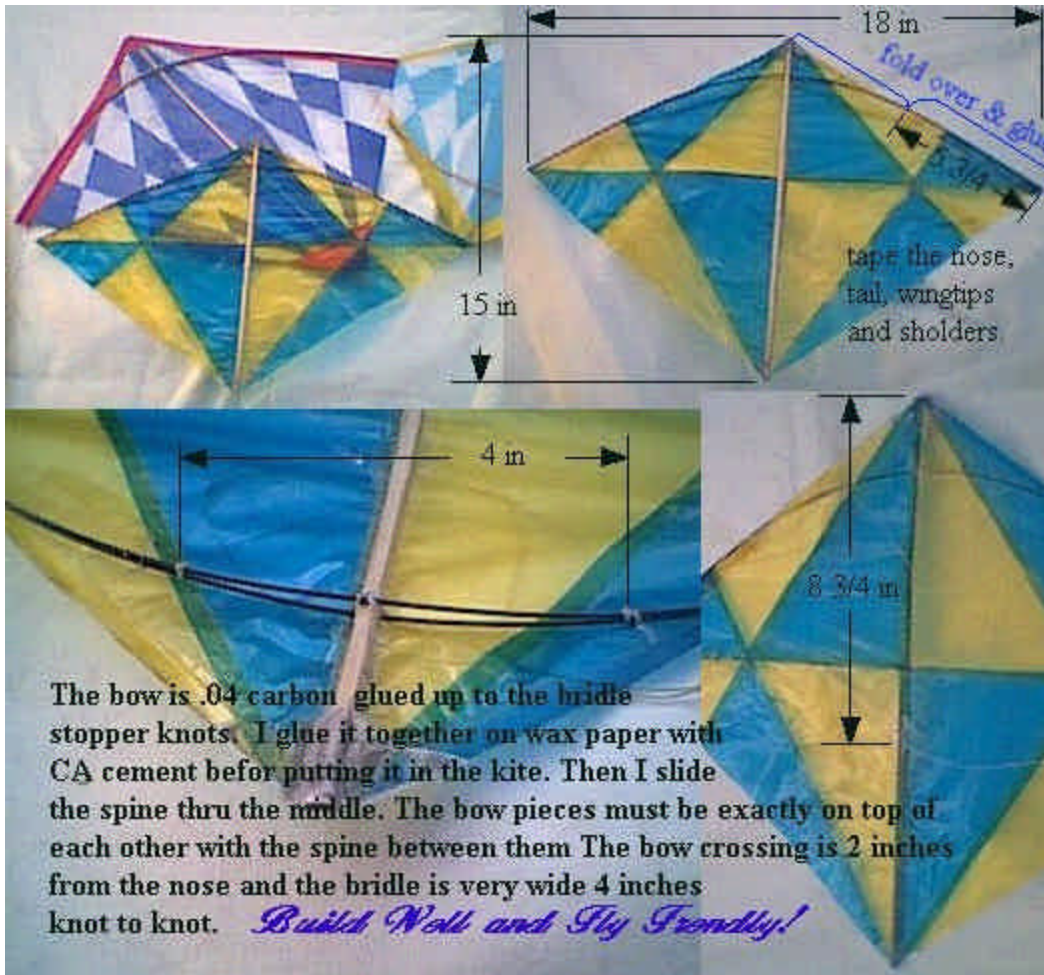 18 in
fold over & glu
5 3/4
15 in
tape the nose,
tail, wingtips
and sholders
4 in
8 3/4 in
The bow is .04 carbon glued up to the bridle
stopper knots. I glue it together on wax paper with
CA cement befor putting it in the kite. Then I slide
the spine thru the middle. The bow pieces must be exactly on top of
each other with the spine between them The bow crossing is 2 inches
from the nose and the bridle is very wide 4 inches
knot to knot. Build Well and Fly Frendly!